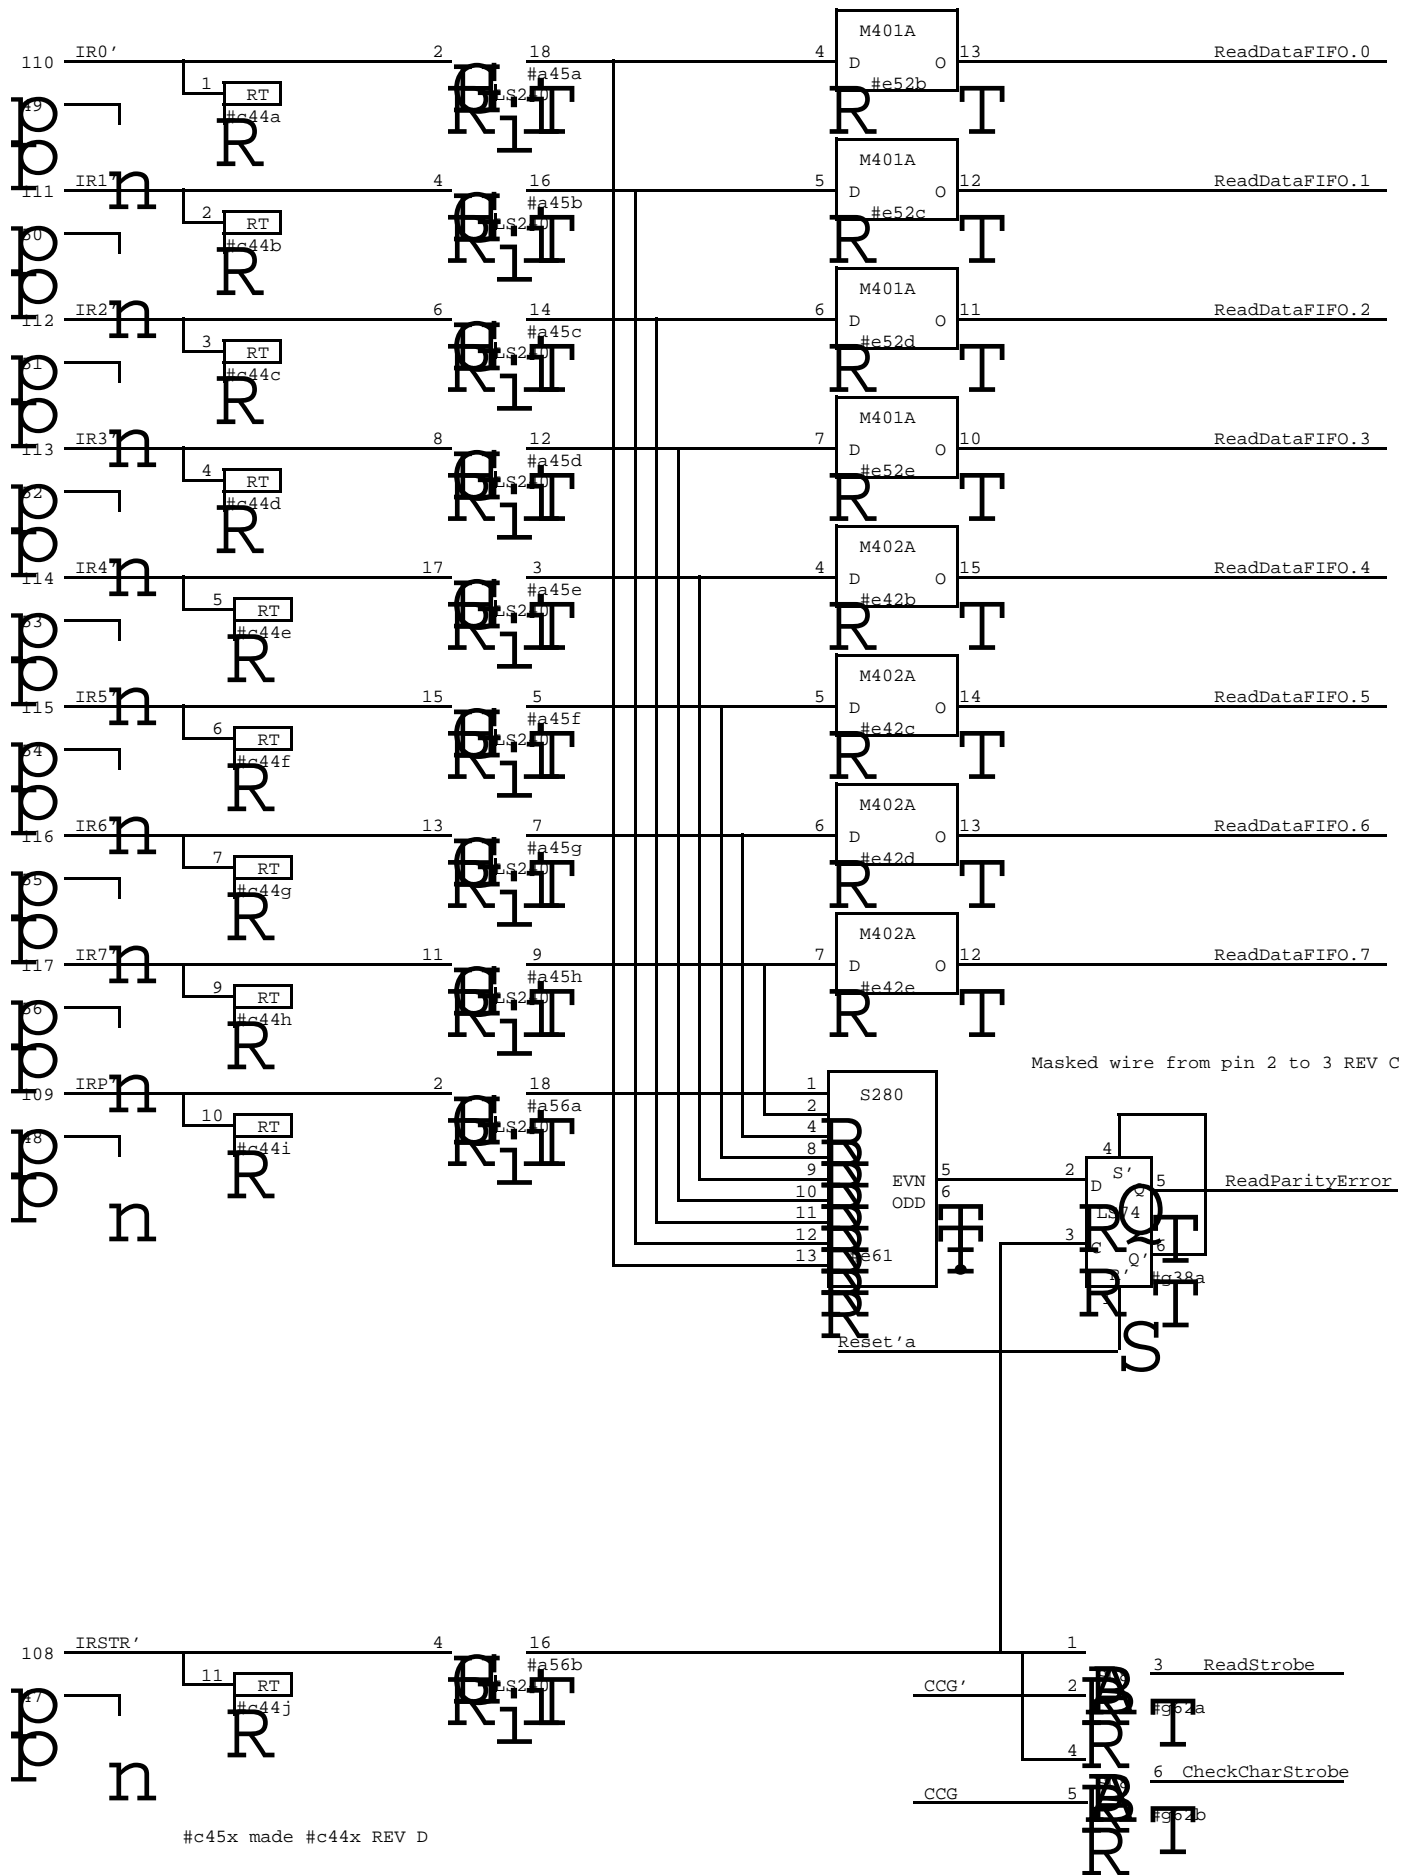 M401A
110 IR0' 2 18 4 D O 13 ReadDataFIFO.0
#a45a
1 RT #e52b
#c44a
M401A
111 IR1' 4 16 5 D O 12 ReadDataFIFO.1
#a45b
2 RT #e52c
#c44b
M401A
112 IR2' 6 14 6 D O 11 ReadDataFIFO.2
#a45c
3 RT #e52d
#c44c
M401A
113 IR3' 8 12 7 D O 10 ReadDataFIFO.3
#a45d
4 RT #e52e
#c44d
M402A
114 IR4' 17 3 4 D O 15 ReadDataFIFO.4
#a45e
5 RT #e42b
#c44e
M402A
115 IR5' 15 5 5 D O 14 ReadDataFIFO.5
#a45f
6 RT #e42c
#c44f
M402A
116 IR6' 13 7 6 D O 13 ReadDataFIFO.6
#a45g
7 RT #e42d
#c44g
M402A
117 IR7' 11 9 7 D O 12 ReadDataFIFO.7
#a45h
9 RT #e42e
#c44h
Masked wire from pin 2 to 3 REV C
109 IRP' 2 18 1 S280
#a56a 2
10 RT 4
#c44i 8 4 S'
9 EVN 5 2 D Q 5 ReadParityError
10 ODD 6
11 LS74
12 3 C Q' 6
13 #e61 R' #g38a
1
Reset'a
108 IRSTR' 4 16 1
#a56b
11 RT 3 ReadStrobe
#c44j CCG' 2 #g62a
4
6 CheckCharStrobe
CCG 5 #g62b
#c45x made #c44x REV D